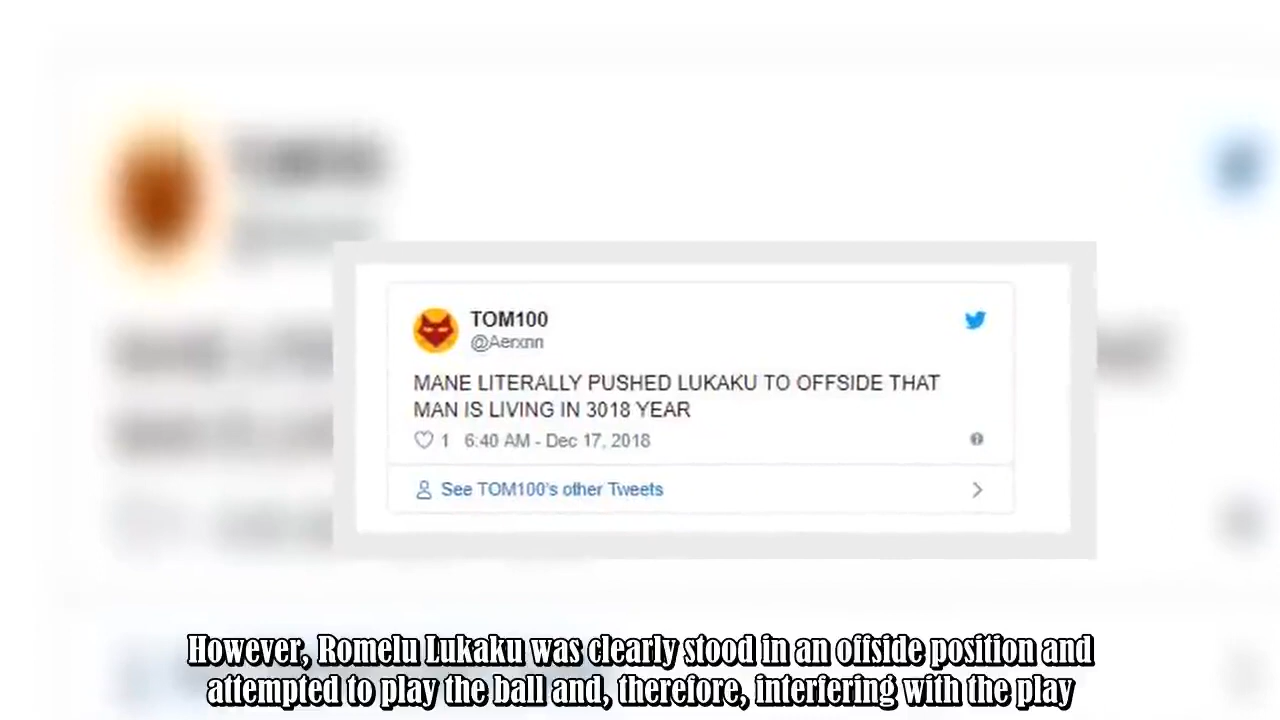 TOM100
@Aerxnn
MANE LITERALLY PUSHED LUKAKU TO OFFSIDE THAT
MAN IS LIVING IN 3018 YEAR
1 6:40 AM - Dec 17, 2018
See TOM100's other Tweets
However, Romelu Lukaku was clearly stood in an offside position and
attempted to play the ball and, therefore, interfering with the play